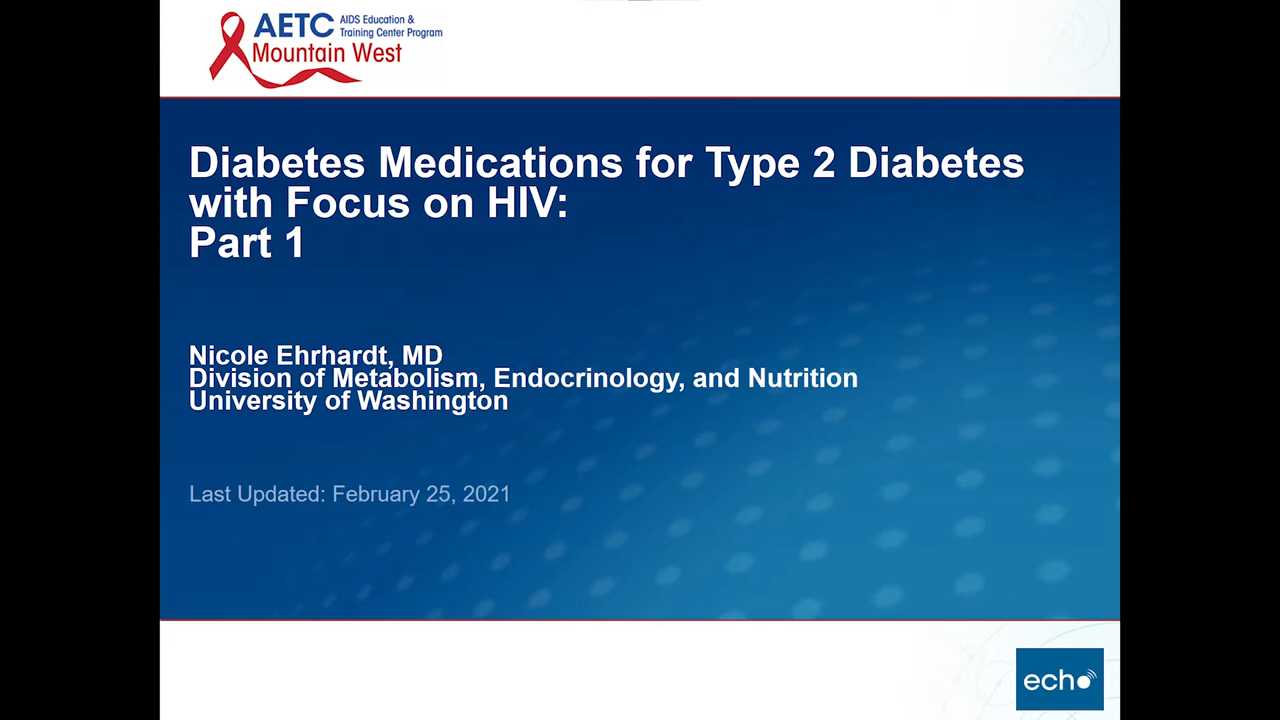 AETC AIDS Education &
Training Center Program
Mountain West
Diabetes Medications for Type 2 Diabetes
with Focus on HIV:
Part 1
Nicole Ehrhardt, MD
Division of Metabolism, Endocrinology, and Nutrition
University of Washington
Last Updated: February 25, 2021
echo